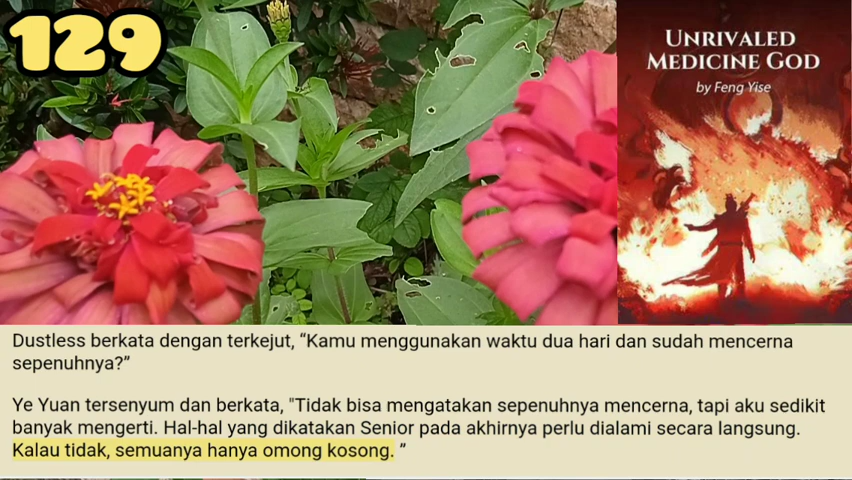 129
UNRIVALED
MEDICINE GOD
by Feng Yise
Dustless berkata dengan terkejut, “Kamu menggunakan waktu dua hari dan sudah mencerna
sepenuhnya?”
Ye Yuan tersenyum dan berkata, "Tidak bisa mengatakan sepenuhnya mencerna, tapi aku sedikit
banyak mengerti. Hal-hal yang dikatakan Senior pada akhirnya perlu dialami secara langsung.
Kalau tidak, semuanya hanya omong kosong. ”